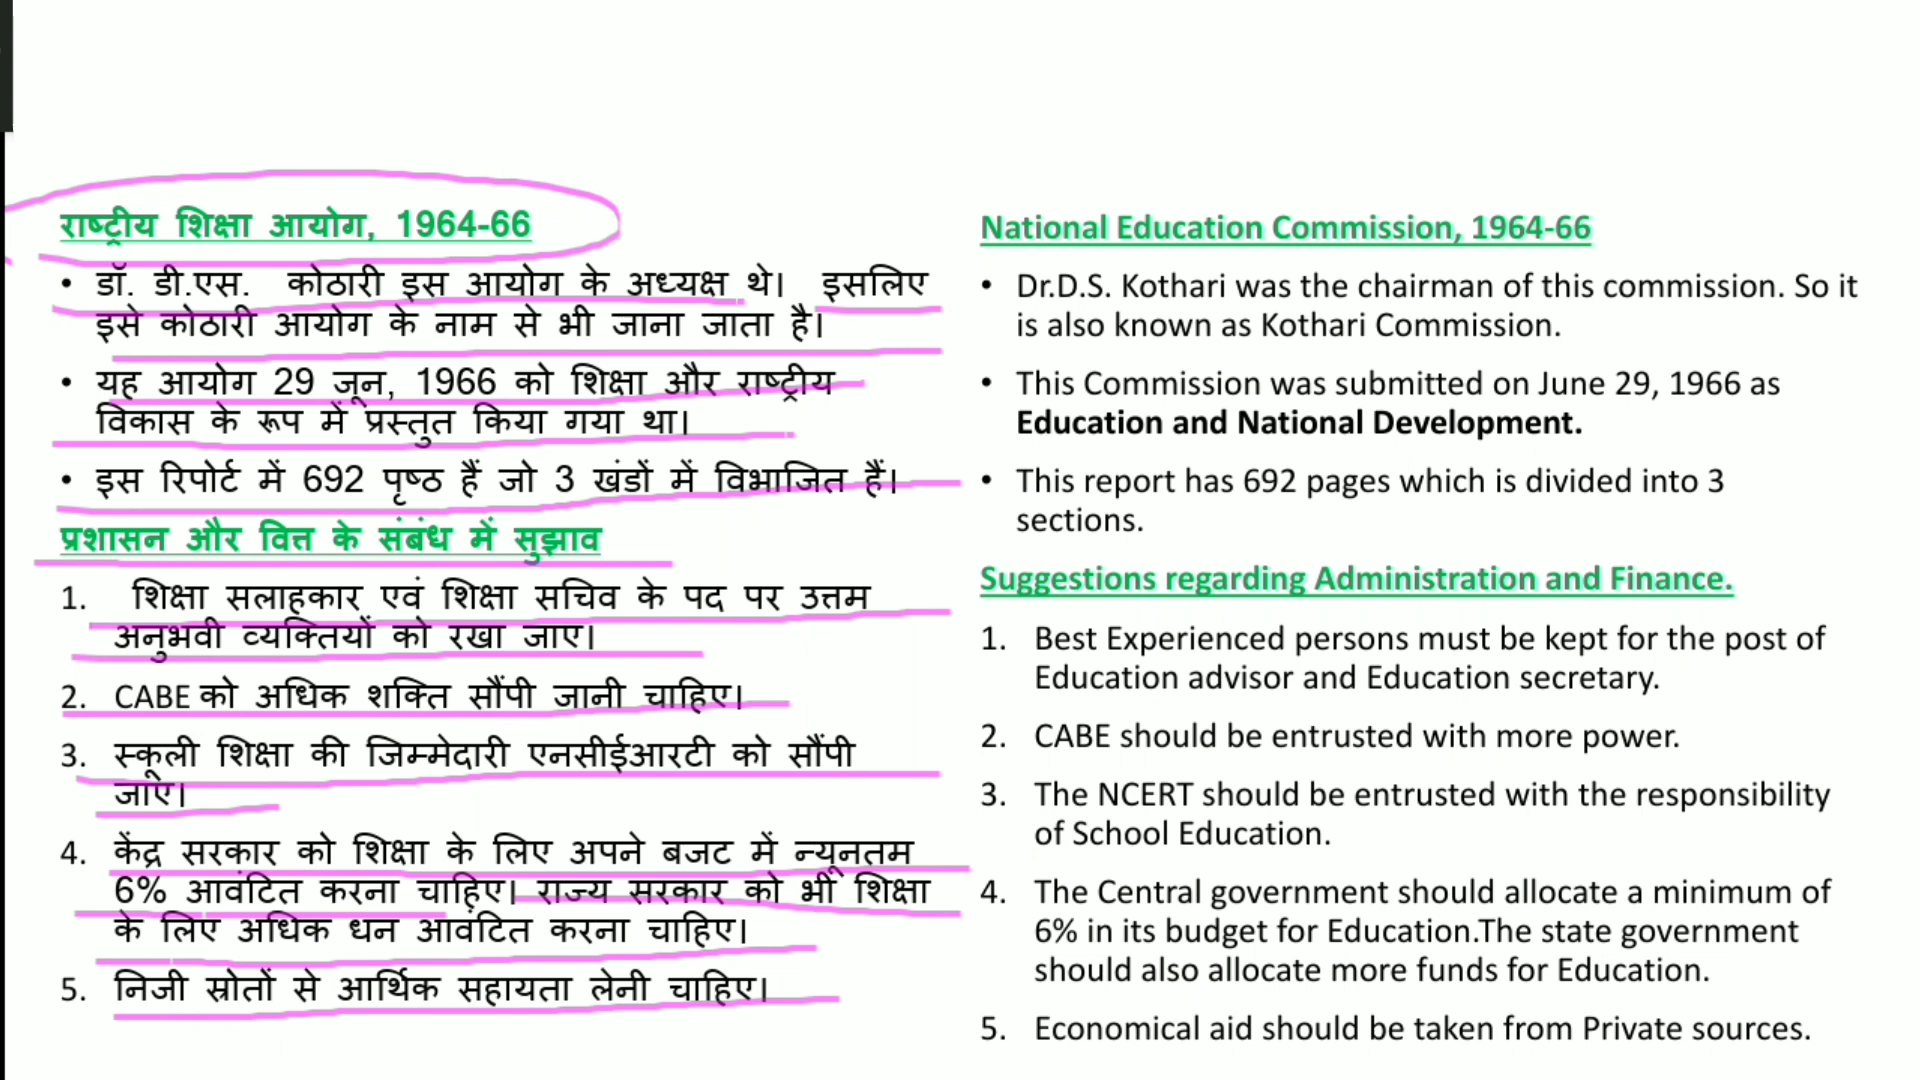 राष्ट्रीय शिक्षा आयोग, 1964-66
• डॉ. डी.एस. कोठारी इस आयोग के अध्यक्ष थे। इसलिए
इसे कोठारी आयोग के नाम से भी जाना जाता है।
• यह आयोग 29 जून, 1966 को शिक्षा और राष्ट्रीय
विकास के रूप में प्रस्तुत किया गया था।
• इस रिपोर्ट में 692 पृष्ठ हैं जो 3 खंडों में विभाजित हैं।
प्रशासन और वित्त के संबंध में सुझाव
1. शिक्षा सलाहकार एवं शिक्षा सचिव के पद पर उत्तम
अनुभवी व्यक्तियों को रखा जाए।
2. CABE को अधिक शक्ति सौंपी जानी चाहिए।
3. स्कूली शिक्षा की जिम्मेदारी एनसीईआरटी को सौंपी
जाए।
4. केंद्र सरकार को शिक्षा के लिए अपने बजट में न्यूनतम
6% आवंटित करना चाहिए। राज्य सरकार को भी शिक्षा
के लिए अधिक धन आवंटित करना चाहिए।
5. निजी स्रोतों से आर्थिक सहायता लेनी चाहिए।
National Education Commission, 1964-66
• Dr.D.S. Kothari was the chairman of this commission. So it
is also known as Kothari Commission.
• This Commission was submitted on June 29, 1966 as
Education and National Development.
• This report has 692 pages which is divided into 3
sections.
Suggestions regarding Administration and Finance.
1. Best Experienced persons must be kept for the post of
Education advisor and Education secretary.
2. CABE should be entrusted with more power.
3. The NCERT should be entrusted with the responsibility
of School Education.
4. The Central government should allocate a minimum of
6% in its budget for Education.The state government
should also allocate more funds for Education.
5. Economical aid should be taken from Private sources.